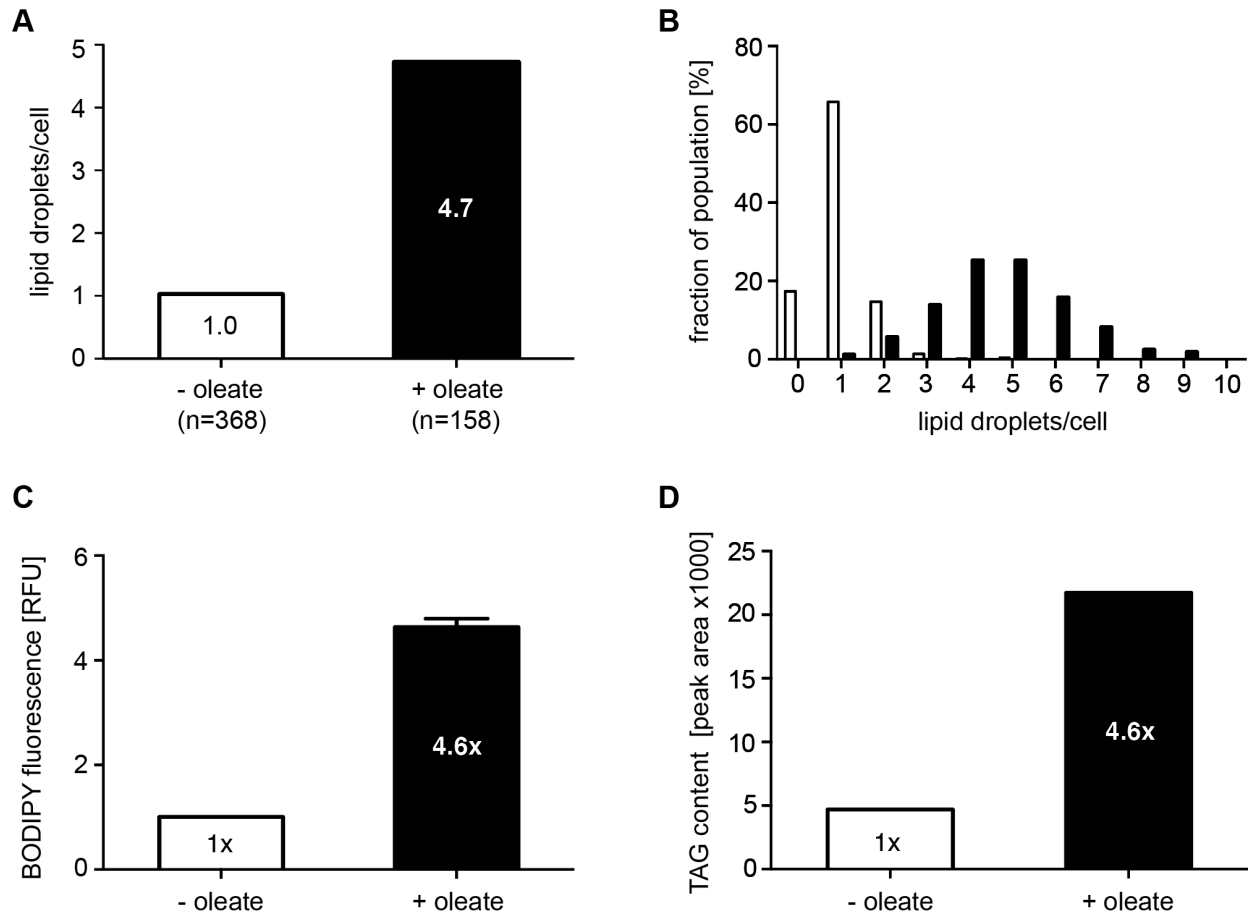 A
lipid droplets/cell
5
4
3
2
1
0
1.0
4.7
- oleate
(n=368)
+ oleate
(n=158)
B
fraction of population [%]
80
60
40
20
0
0 1 2 3 4 5 6 7 8 9 10
lipid droplets/cell
C
BODIPY fluorescence [RFU]
6
4
2
0
1x
4.6x
- oleate
+ oleate
D
TAG content [peak area x1000]
25
20
15
10
5
0
1x
4.6x
- oleate
+ oleate